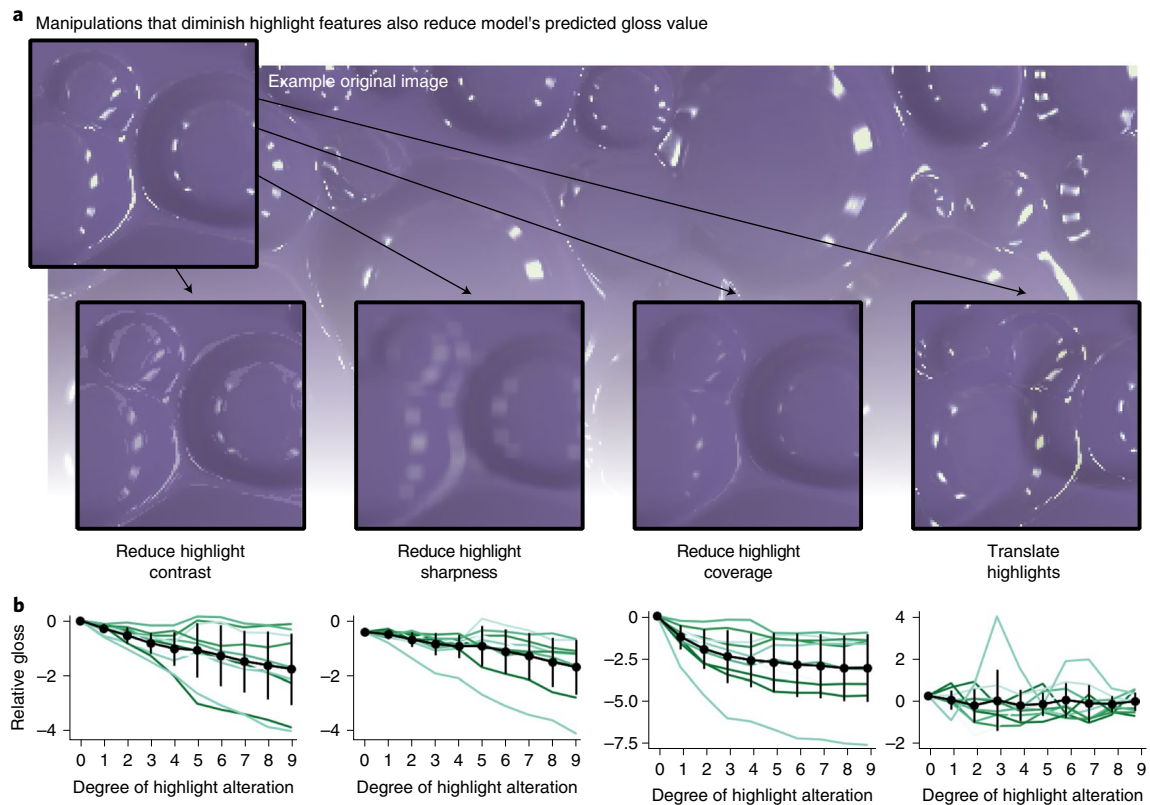 a
Manipulations that diminish highlight features also reduce model's predicted gloss value
Example original image
Reduce highlight
contrast
Reduce highlight
sharpness
Reduce highlight
coverage
Translate
highlights
b
Relative gloss
0
−2
−4
0 1 2 3 4 5 6 7 8 9
Degree of highlight alteration
0
−2
−4
0 1 2 3 4 5 6 7 8 9
Degree of highlight alteration
0
−2.5
−5.0
−7.5
0 1 2 3 4 5 6 7 8 9
Degree of highlight alteration
4
2
0
−2
0 1 2 3 4 5 6 7 8 9
Degree of highlight alteration